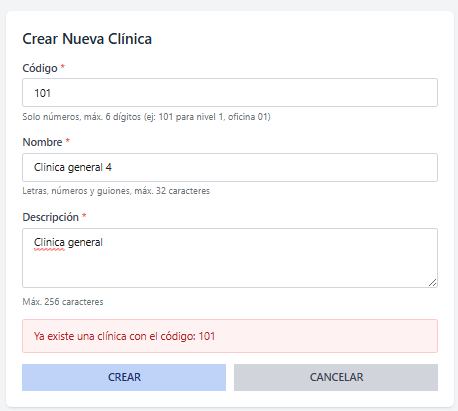 Crear Nueva Clínica
Código *
101
Solo números, máx. 6 dígitos (ej: 101 para nivel 1, oficina 01)
Nombre *
Clinica general 4
Letras, números y guiones, máx. 32 caracteres
Descripción *
Clinica general
Máx. 256 caracteres
Ya existe una clínica con el código: 101
CREAR
CANCELAR